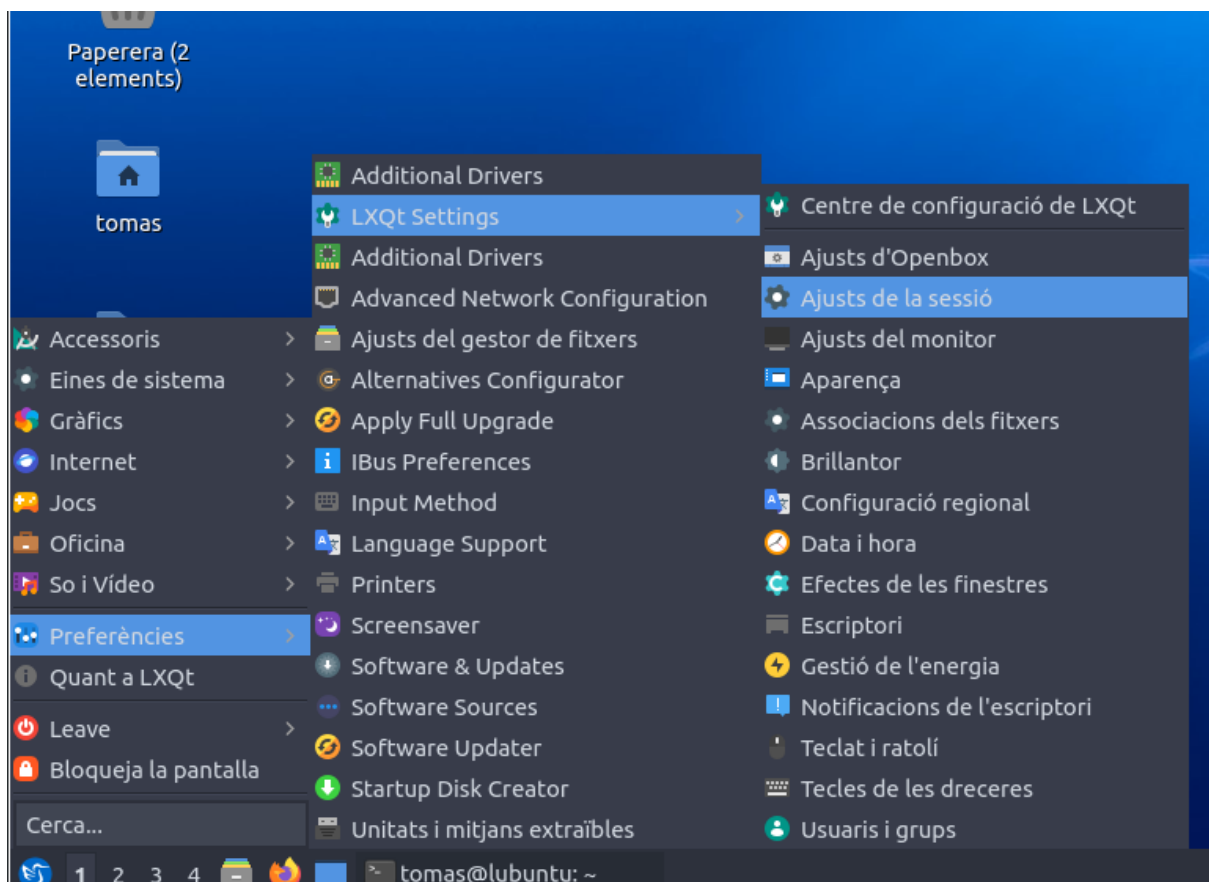 Paperera (2
elements)
tomas
Accessoris
Eines de sistema
Gràfics
Internet
Jocs
Oficina
So i Vídeo
Preferències
Quant a LXQt
Leave
Bloqueja la pantalla
Cerca...
Additional Drivers
LXQt Settings
Additional Drivers
Advanced Network Configuration
Ajusts del gestor de fitxers
Alternatives Configurator
Apply Full Upgrade
IBus Preferences
Input Method
Language Support
Printers
Screensaver
Software & Updates
Software Sources
Software Updater
Startup Disk Creator
Unitats i mitjans extraïbles
Centre de configuració de LXQt
Ajusts d'Openbox
Ajusts de la sessió
Ajusts del monitor
Aparença
Associacions dels fitxers
Brillantor
Configuració regional
Data i hora
Efectes de les finestres
Escriptori
Gestió de l'energia
Notificacions de l'escriptori
Teclat i ratolí
Tecles de les dreceres
Usuaris i grups
1 2 3 4 tomas@lubuntu: ~